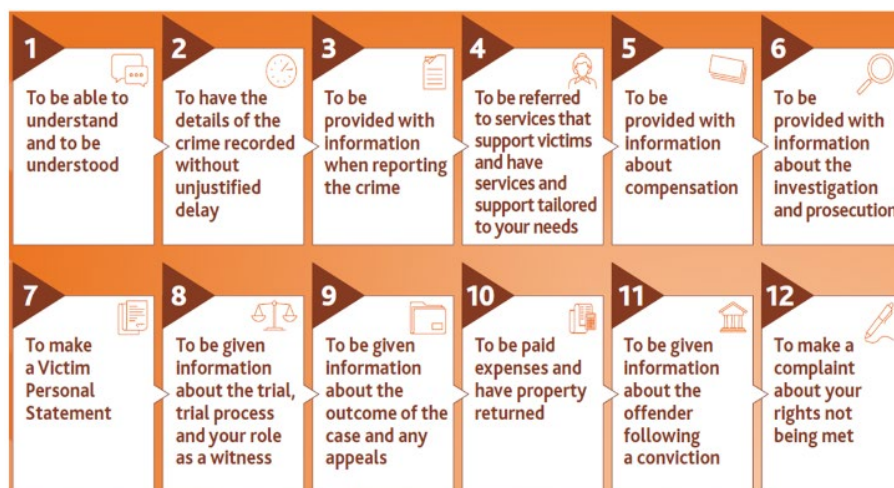 1
To be able to
understand
and to be
understood
2
To have the
details of the
crime recorded
without
unjustified
delay
3
To be
provided with
information
when reporting
the crime
4
To be referred
to services that
support victims
and have
services and
support tailored
to your needs
5
To be
provided with
information
about
compensation
6
To be
provided with
information
about the
investigation
and prosecution
7
To make
a Victim
Personal
Statement
8
To be given
information
about the trial,
trial process
and your role
as a witness
9
To be given
information
about the
outcome of the
case and any
appeals
10
To be paid
expenses and
have property
returned
11
To be given
information
about the
offender
following
a conviction
12
To make a
complaint
about your
rights not
being met